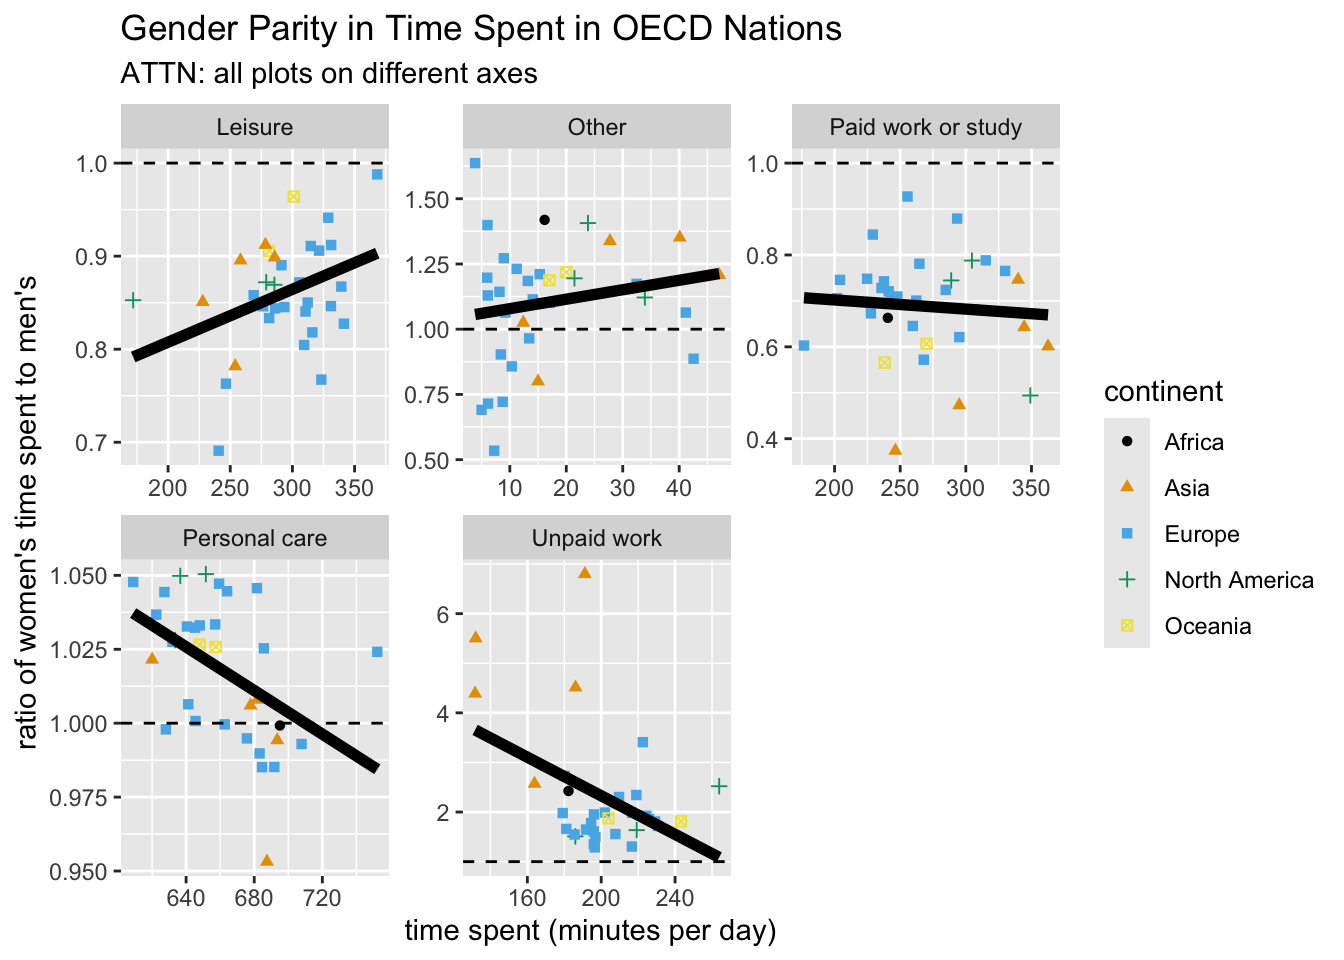 Gender Parity in Time Spent in OECD Nations
ATTN: all plots on different axes
ratio of women's time spent to men's
Leisure
1.0
0.9
0.8
0.7
200 250 300 350
Other
1.50
1.25
1.00
0.75
0.50
10 20 30 40
Paid work or study
1.0
0.8
0.6
0.4
200 250 300 350
Personal care
1.050
1.025
1.000
0.975
0.950
640 680 720
Unpaid work
6
4
2
160 200 240
time spent (minutes per day)
continent
Africa
Asia
Europe
North America
Oceania